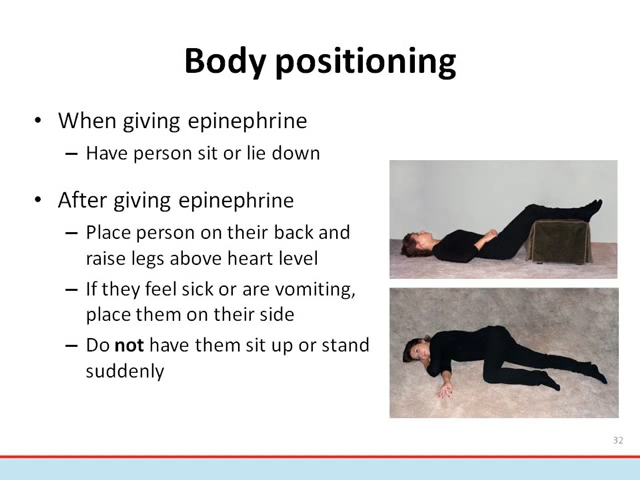 Body positioning
• When giving epinephrine
– Have person sit or lie down
• After giving epinephrine
– Place person on their back and
raise legs above heart level
– If they feel sick or are vomiting,
place them on their side
– Do not have them sit up or stand
suddenly
32